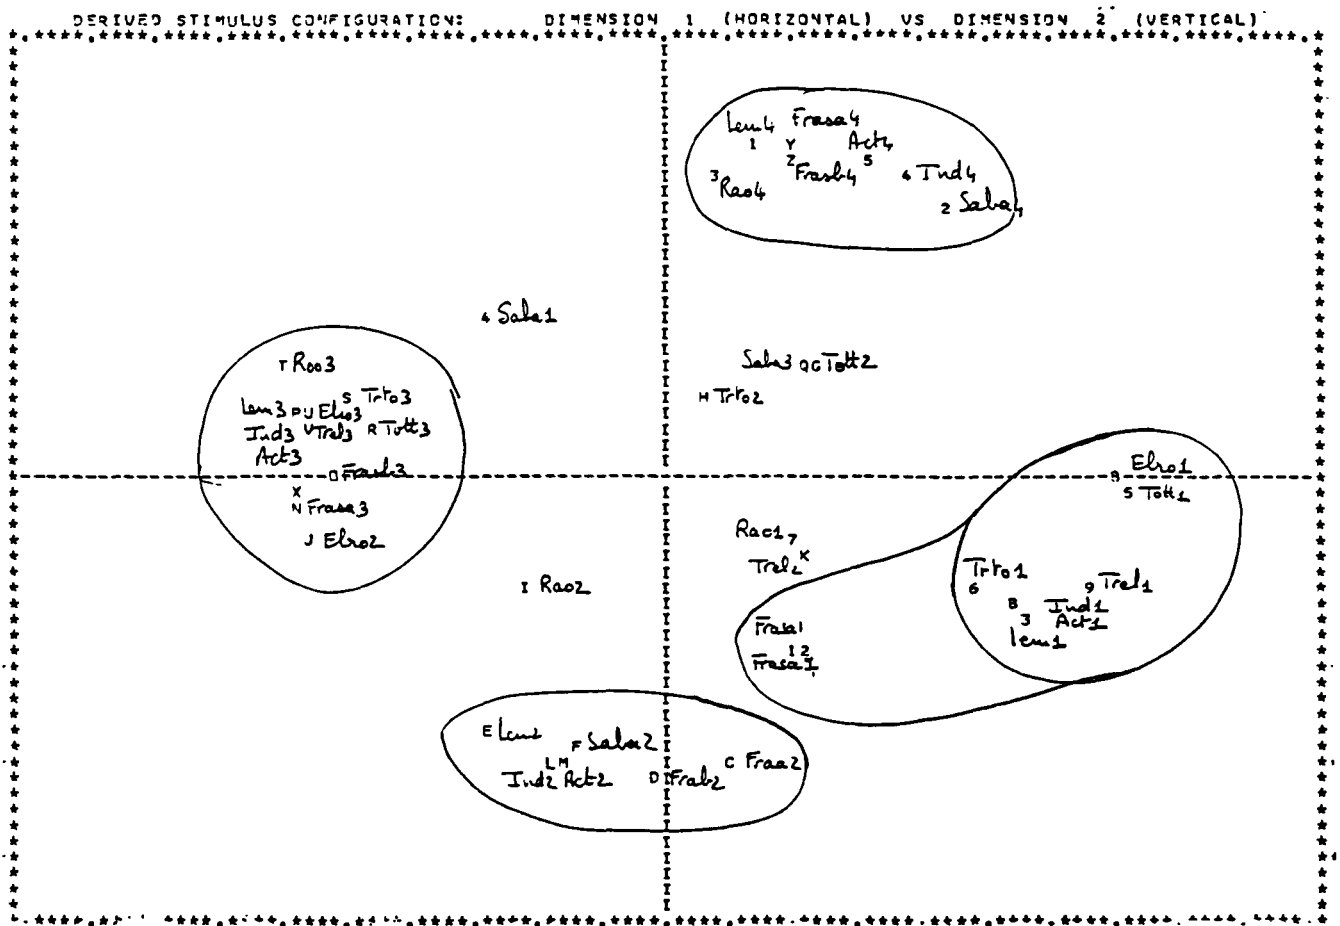 DERIVED STIMULUS CONFIGURATION: DIMENSION 1 (HORIZONTAL) VS DIMENSION 2 (VERTICAL)
Lem4 Frasa4
1 Y Act4
Z Frasb4 5
3 Rao4 4 Ind4
2 Saba4
4 Saba1
T Rao3
Saba3 QG Tott2
S Trto3
H Trto2
Lem3 PU Elro3
Ind3 V Trel3 R Tott3
Act3
O Frasb3
Elro1
8
X
N Frasa3
5 Tott1
J Elro2
Rao1 7
Trel2 K
I Rao2
Trto1
6
9 Trel1
B Ind1
3 Act1
Lem1
Frasa1
1 2
Frasa1
E Lem2
F Saba2
L M
Ind2 Act2
D Frab2
C Fraa2